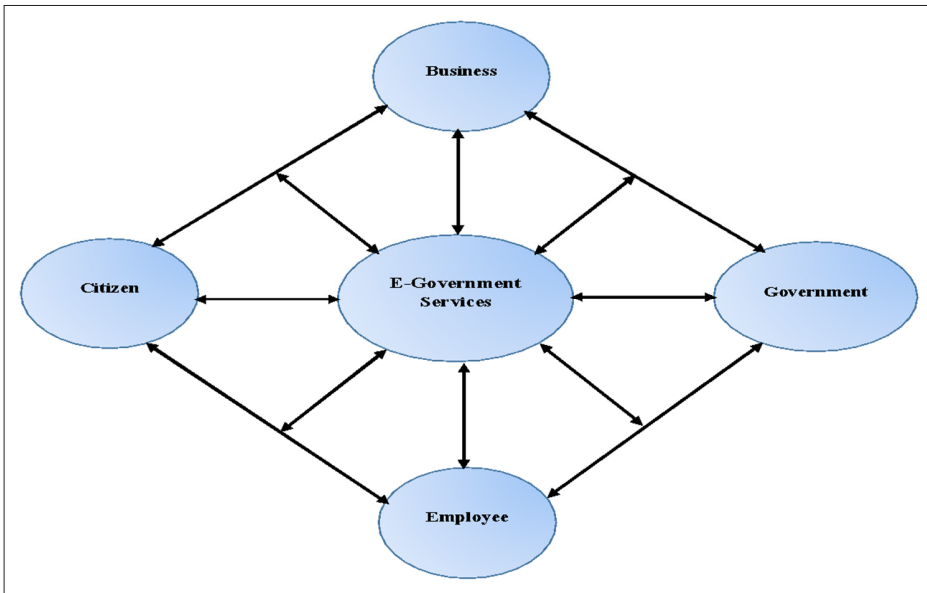 Business
Citizen
E-Government
Services
Government
Employee